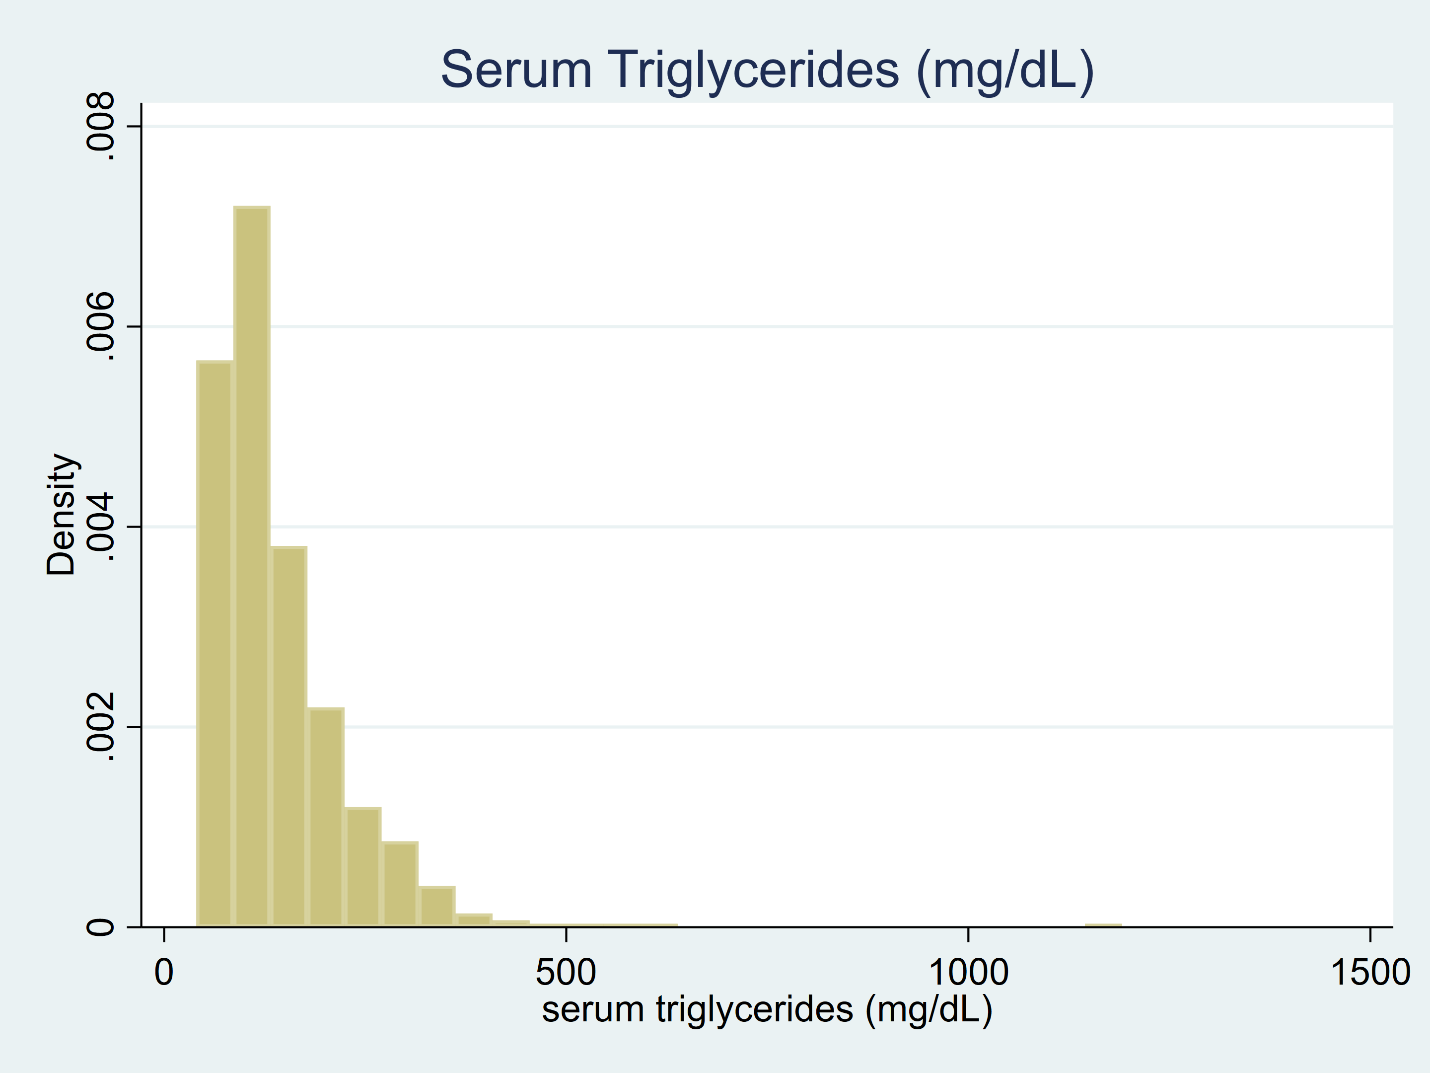 Serum Triglycerides (mg/dL)
.008
.006
.004
.002
0
Density
0 500 1000 1500
serum triglycerides (mg/dL)